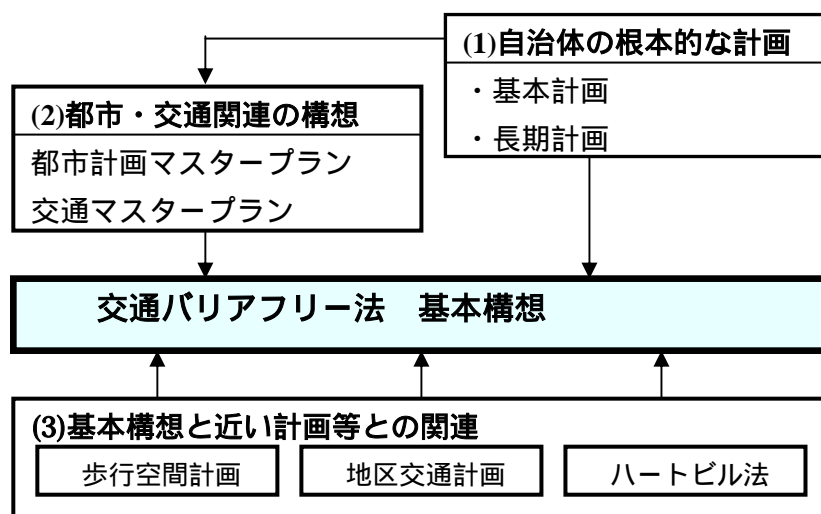 (1)自治体の根本的な計画
・基本計画
・長期計画
(2)都市・交通関連の構想
都市計画マスタープラン
交通マスタープラン
交通バリアフリー法　基本構想
(3)基本構想と近い計画等との関連
歩行空間計画
地区交通計画
ハートビル法